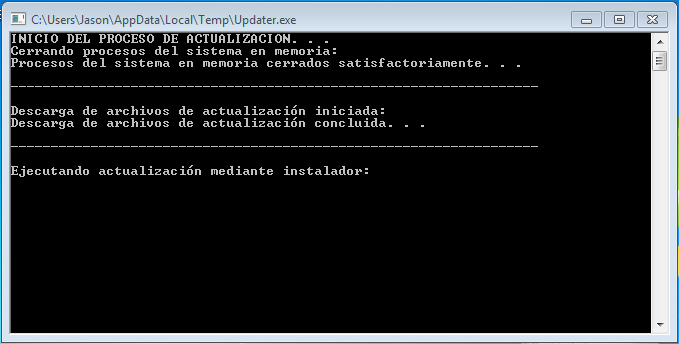 C:\Users\Jason\AppData\Local\Temp\Updater.exe
INICIO DEL PROCESO DE ACTUALIZACION. . .
Cerrando procesos del sistema en memoria:
Procesos del sistema en memoria cerrados satisfactoriamente. . .
------------------------------------------------------------------
Descarga de archivos de actualización iniciada:
Descarga de archivos de actualización concluida. . .
------------------------------------------------------------------
Ejecutando actualización mediante instalador: